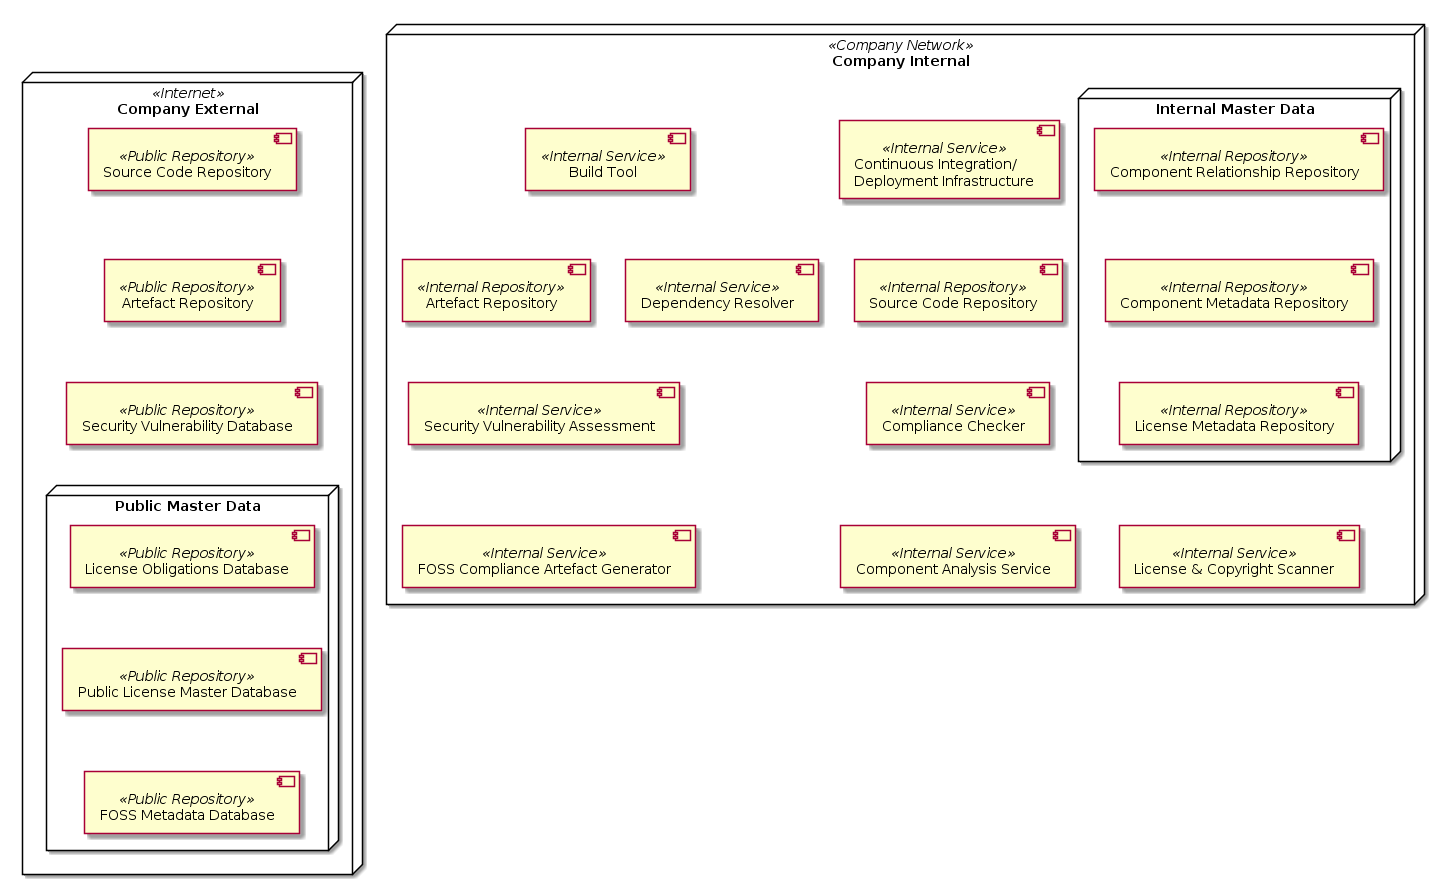 «Internet»
Company External
«Public Repository»
Source Code Repository
«Public Repository»
Artefact Repository
«Public Repository»
Security Vulnerability Database
Public Master Data
«Public Repository»
License Obligations Database
«Public Repository»
Public License Master Database
«Public Repository»
FOSS Metadata Database
«Company Network»
Company Internal
«Internal Service»
Build Tool
«Internal Service»
Continuous Integration/
Deployment Infrastructure
«Internal Repository»
Artefact Repository
«Internal Service»
Dependency Resolver
«Internal Repository»
Source Code Repository
«Internal Service»
Security Vulnerability Assessment
«Internal Service»
Compliance Checker
«Internal Service»
FOSS Compliance Artefact Generator
«Internal Service»
Component Analysis Service
«Internal Service»
License & Copyright Scanner
Internal Master Data
«Internal Repository»
Component Relationship Repository
«Internal Repository»
Component Metadata Repository
«Internal Repository»
License Metadata Repository